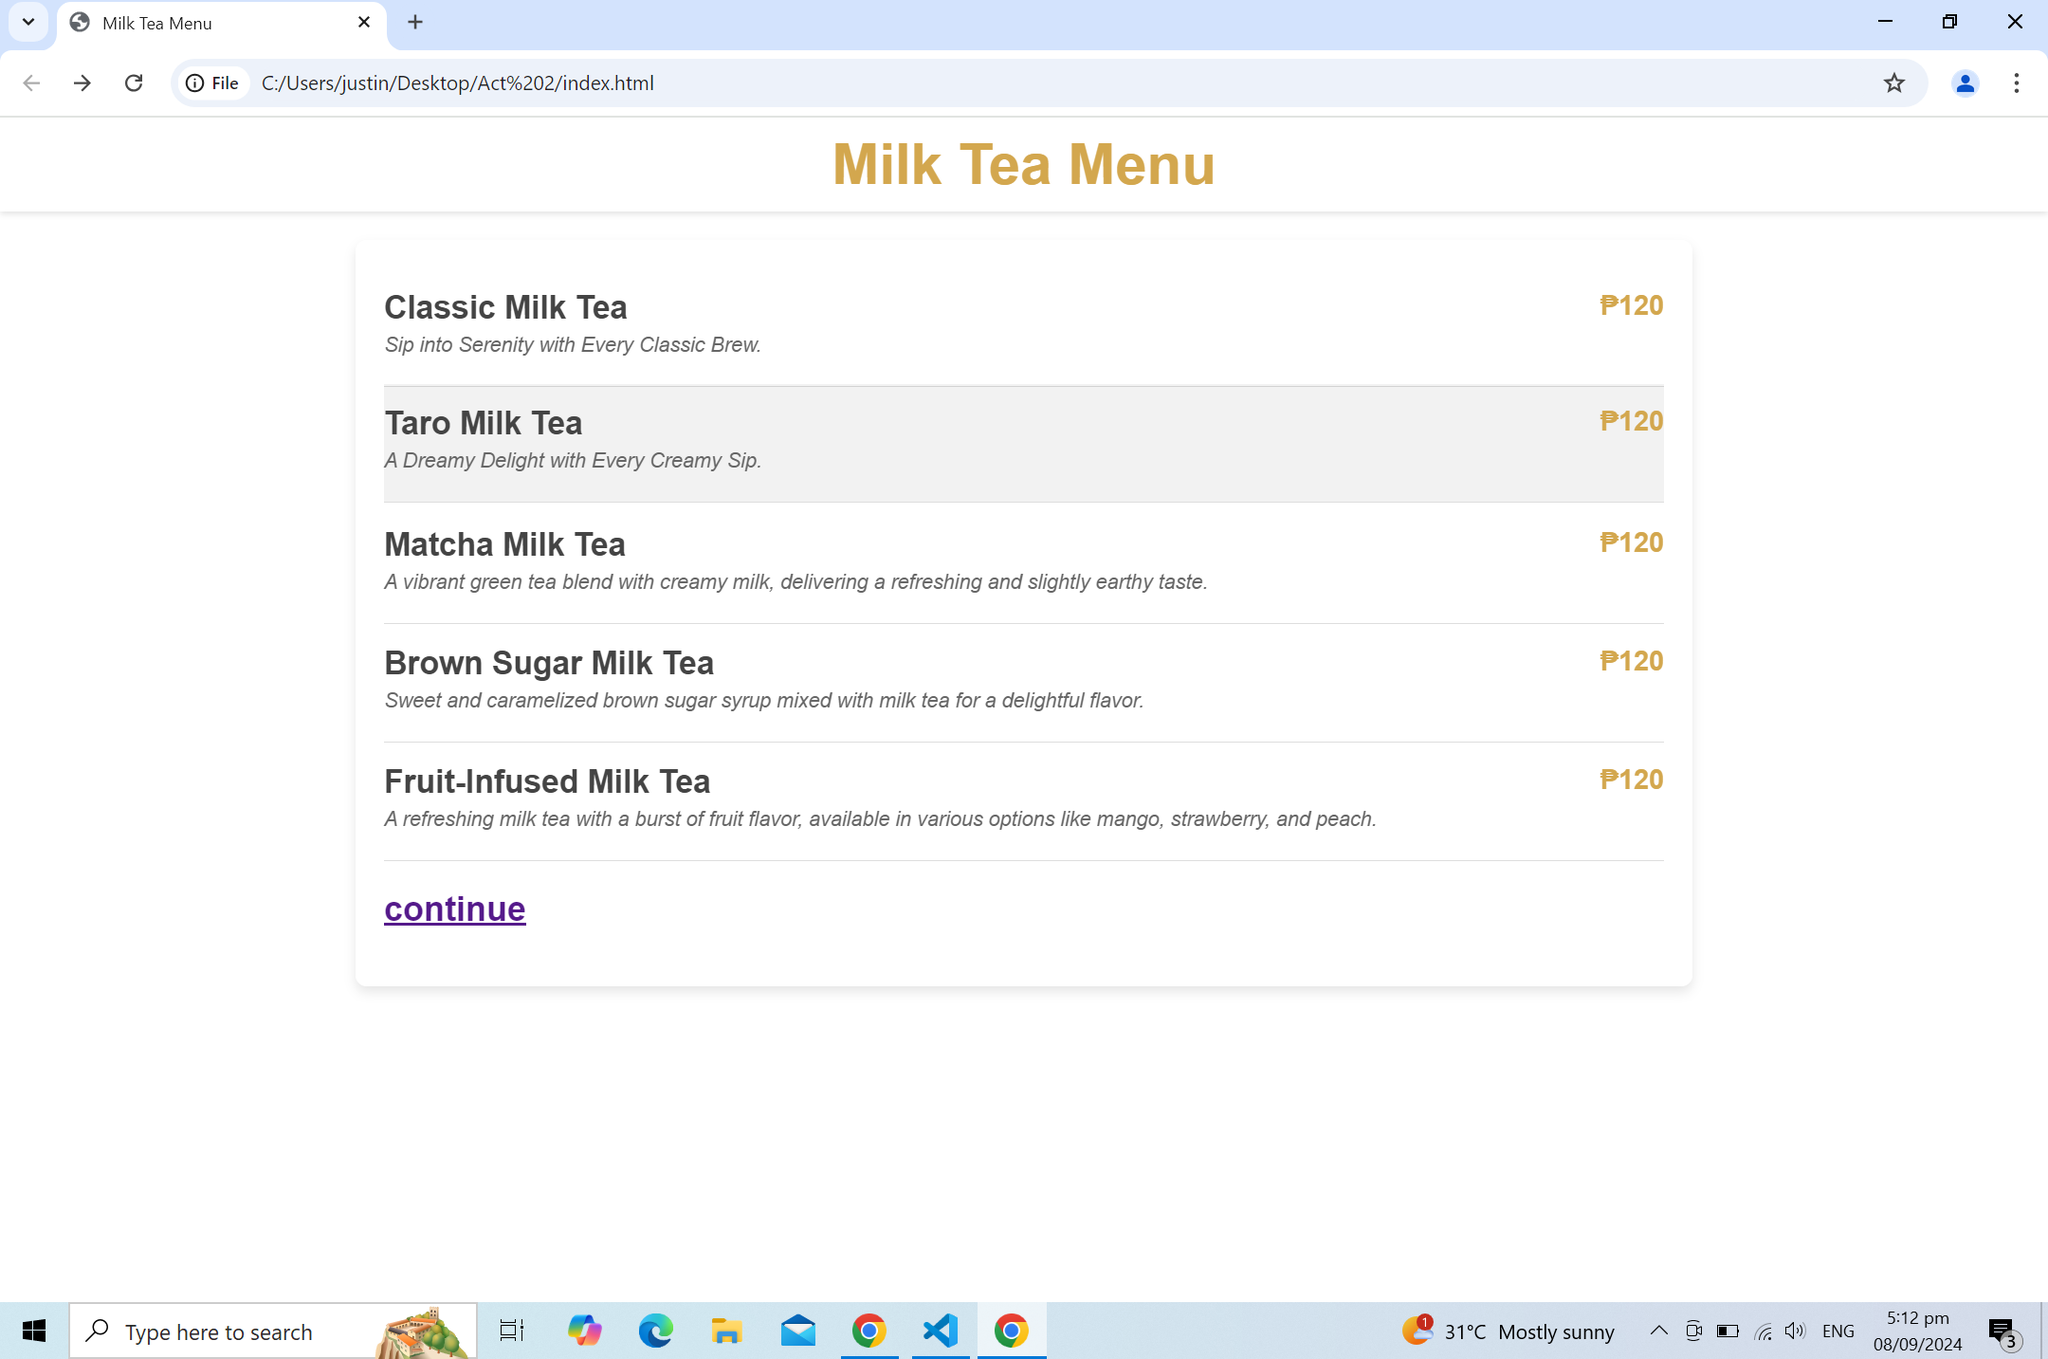 Milk Tea Menu
File C:/Users/justin/Desktop/Act%202/index.html
Milk Tea Menu
Classic Milk Tea ₱120
Sip into Serenity with Every Classic Brew.
Taro Milk Tea ₱120
A Dreamy Delight with Every Creamy Sip.
Matcha Milk Tea ₱120
A vibrant green tea blend with creamy milk, delivering a refreshing and slightly earthy taste.
Brown Sugar Milk Tea ₱120
Sweet and caramelized brown sugar syrup mixed with milk tea for a delightful flavor.
Fruit-Infused Milk Tea ₱120
A refreshing milk tea with a burst of fruit flavor, available in various options like mango, strawberry, and peach.
continue
Type here to search
1
31°C Mostly sunny
ENG
5:12 pm
08/09/2024
3